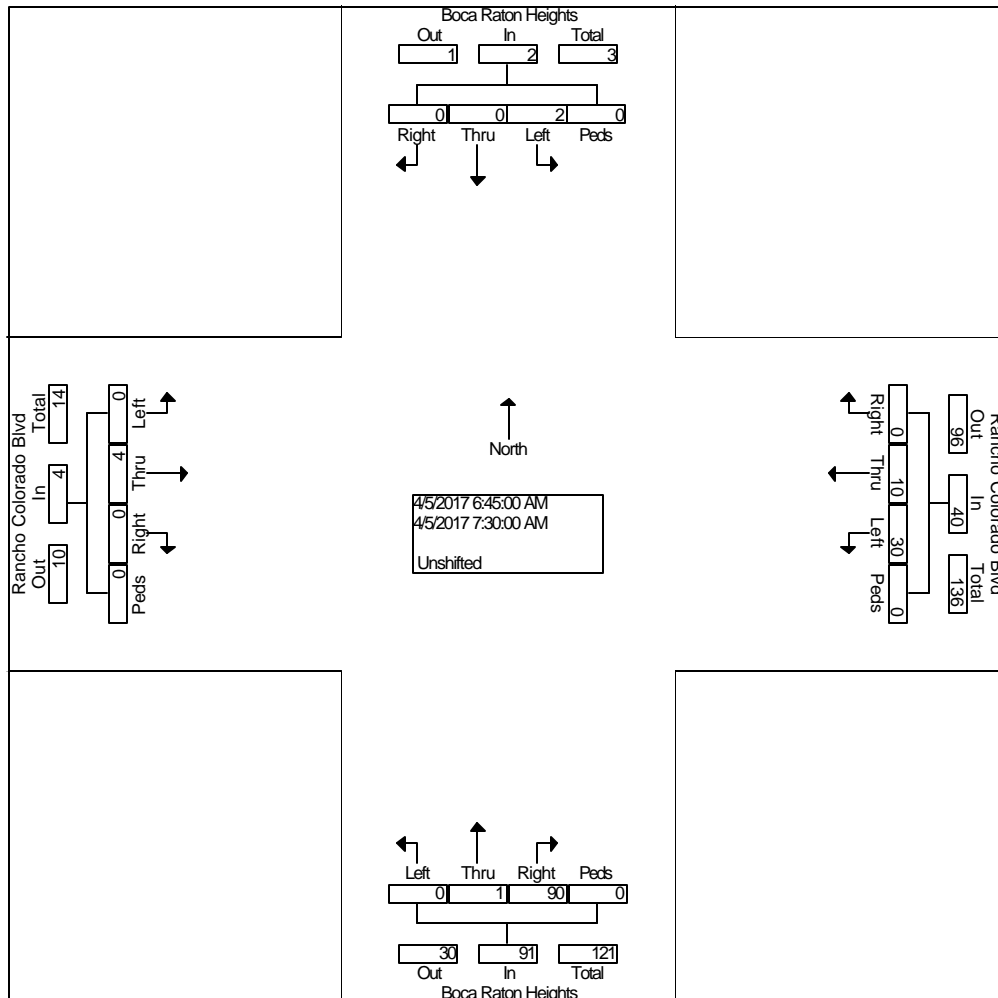 Boca Raton Heights
Out In Total
1 2 3
0 0 2 0
Right Thru Left Peds
Rancho Colorado Blvd
Out In Total
10 4 14
Left Thru Right Peds
0 4 0 0
North
4/5/2017 6:45:00 AM
4/5/2017 7:30:00 AM
Unshifted
Right Thru Left Peds
0 10 30 0
Out In Total
96 40 136
Rancho Colorado Blvd
Left Thru Right Peds
0 1 90 0
30 91 121
Out In Total
Boca Raton Heights